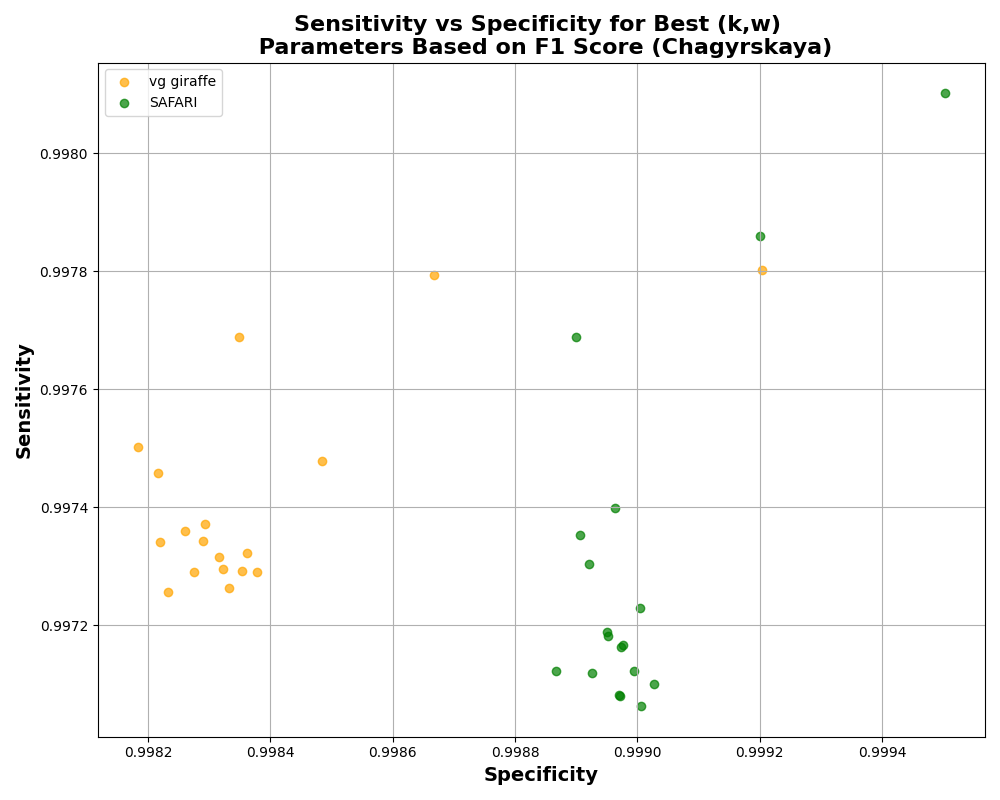 Sensitivity vs Specificity for Best (k,w)
Parameters Based on F1 Score (Chagyrskaya)
vg giraffe
SAFARI
0.9980
0.9978
0.9976
0.9974
0.9972
Sensitivity
0.9982 0.9984 0.9986 0.9988 0.9990 0.9992 0.9994
Specificity